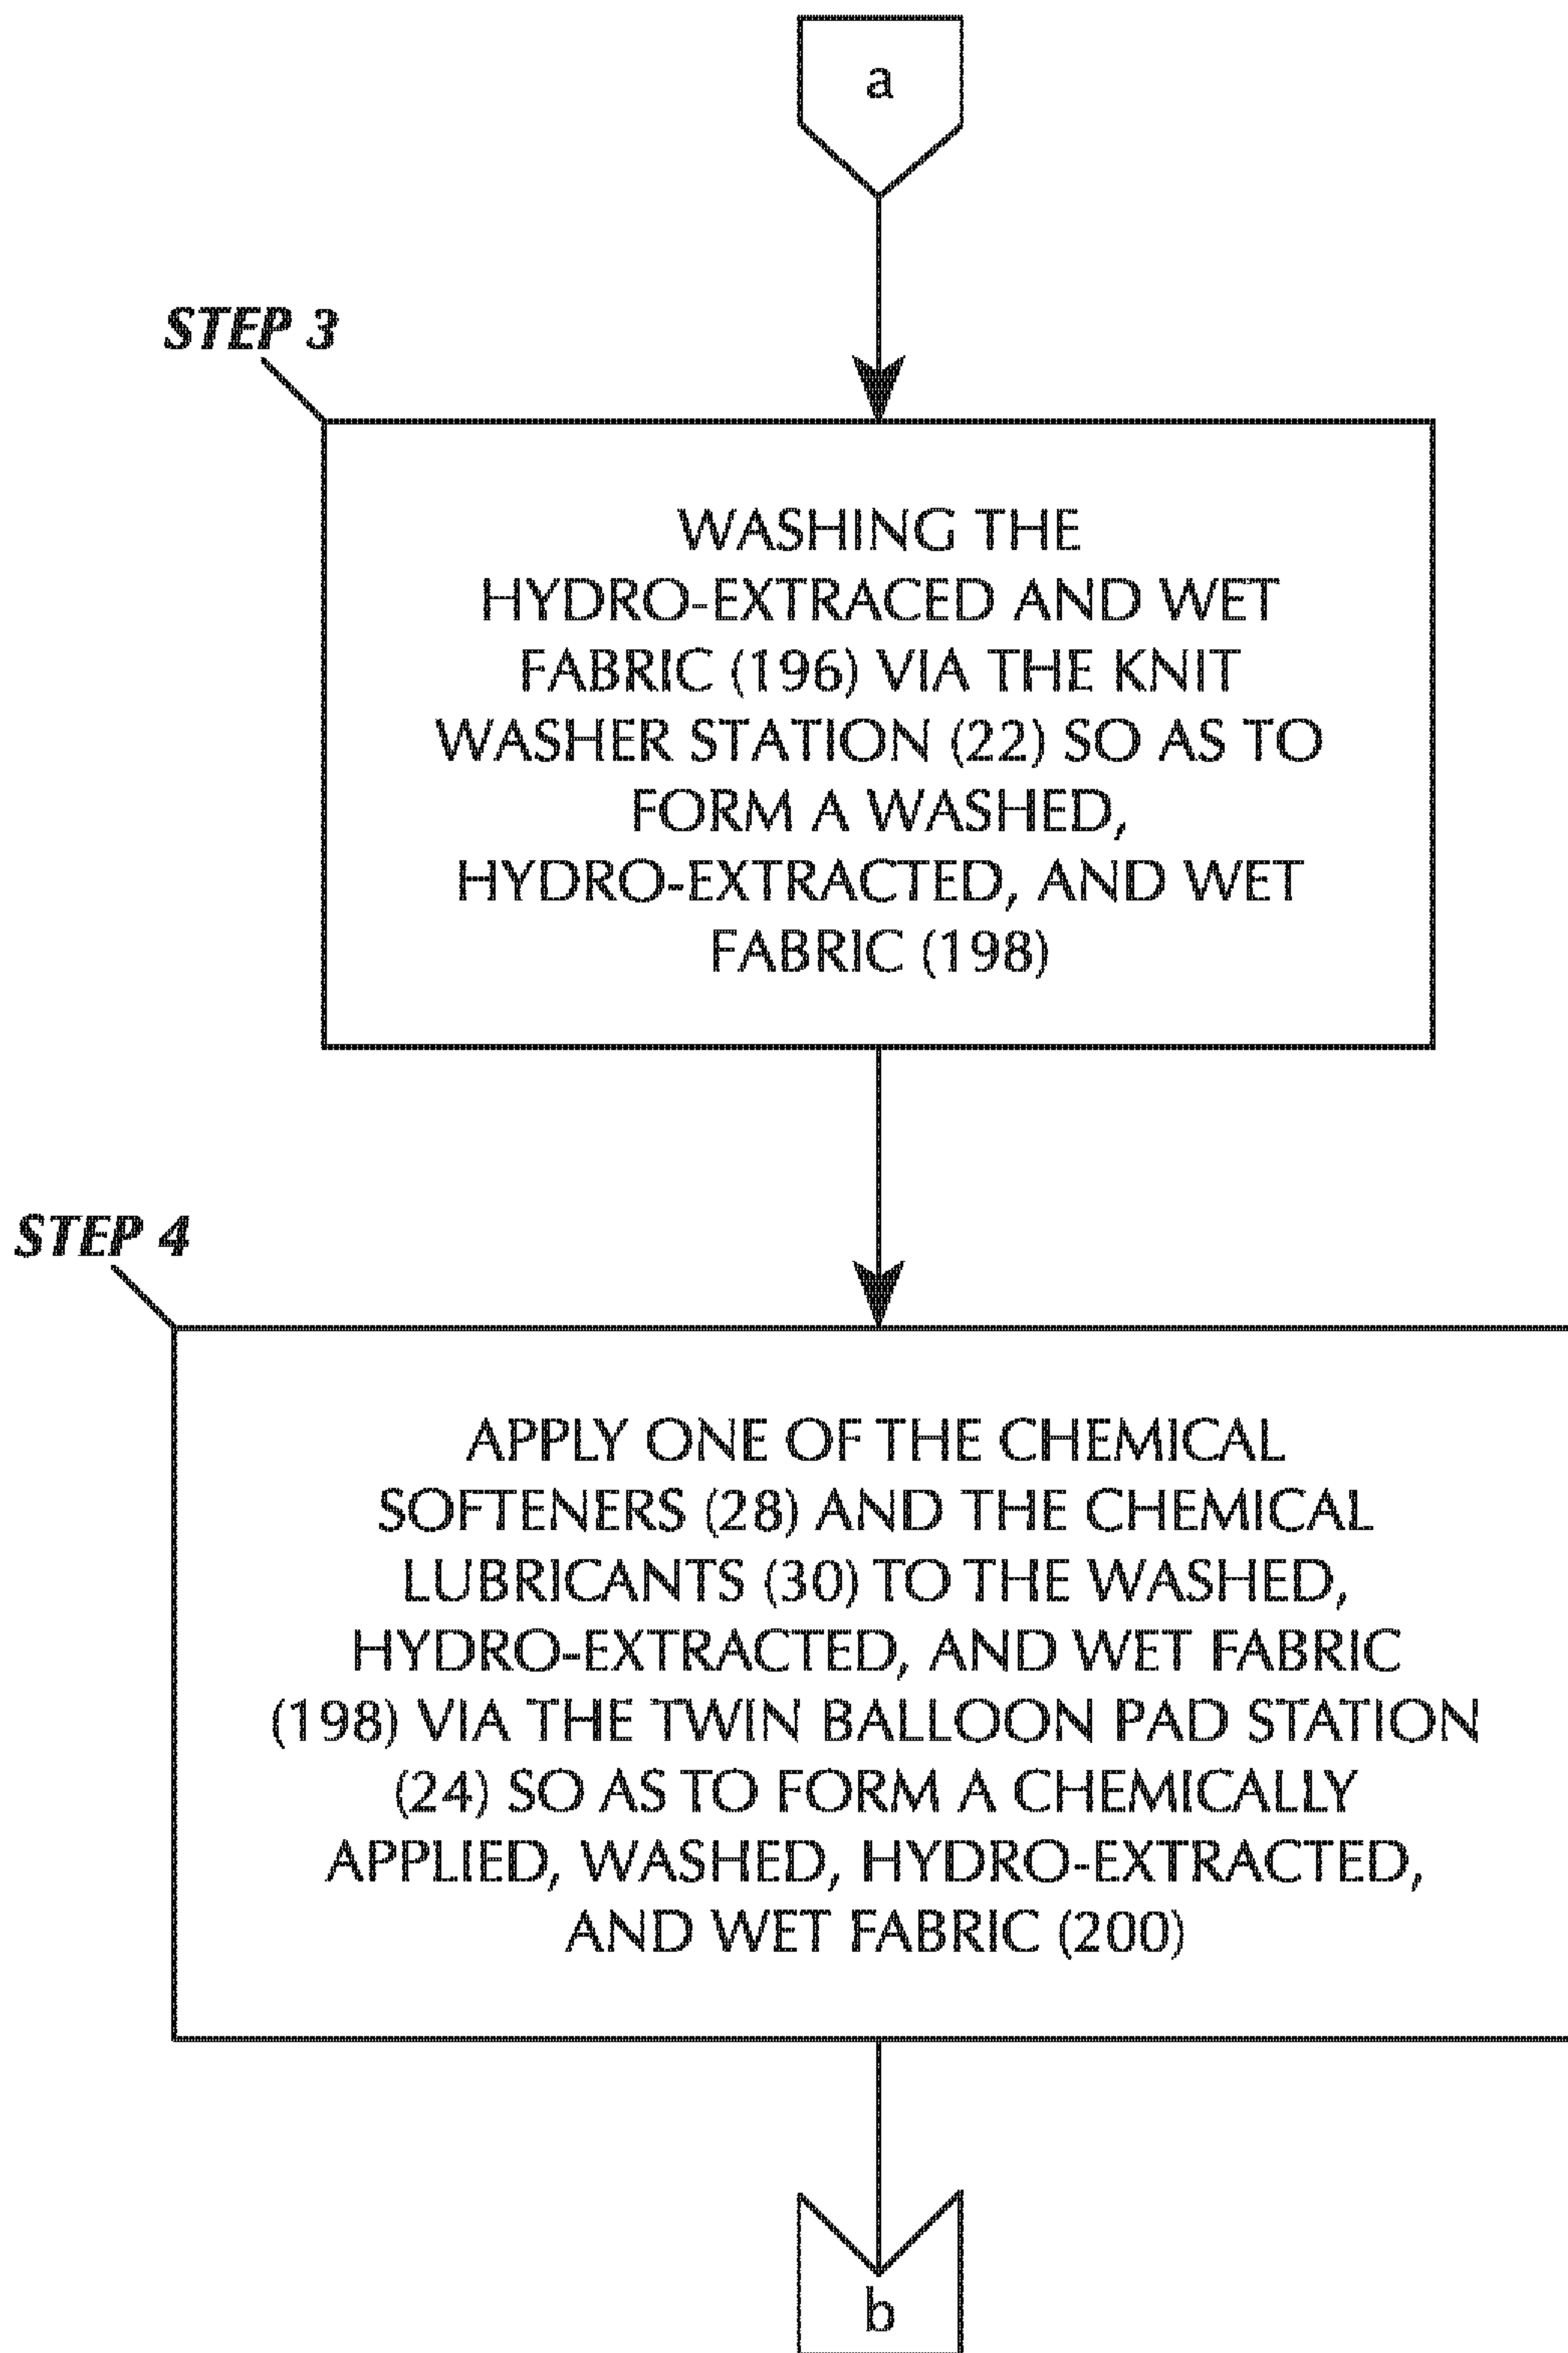 a
STEP 3
WASHING THE
HYDRO-EXTRACED AND WET
FABRIC (196) VIA THE KNIT
WASHER STATION (22) SO AS TO
FORM A WASHED,
HYDRO-EXTRACTED, AND WET
FABRIC (198)
STEP 4
APPLY ONE OF THE CHEMICAL
SOFTENERS (28) AND THE CHEMICAL
LUBRICANTS (30) TO THE WASHED,
HYDRO-EXTRACTED, AND WET FABRIC
(198) VIA THE TWIN BALLOON PAD STATION
(24) SO AS TO FORM A CHEMICALLY
APPLIED, WASHED, HYDRO-EXTRACTED,
AND WET FABRIC (200)
b